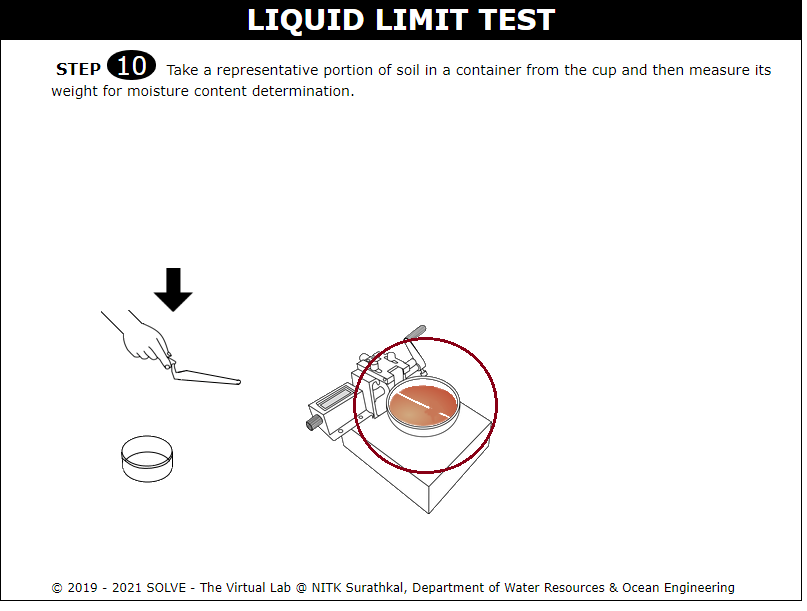 LIQUID LIMIT TEST
STEP 10 Take a representative portion of soil in a container from the cup and then measure its
weight for moisture content determination.
© 2019 - 2021 SOLVE - The Virtual Lab @ NITK Surathkal, Department of Water Resources & Ocean Engineering